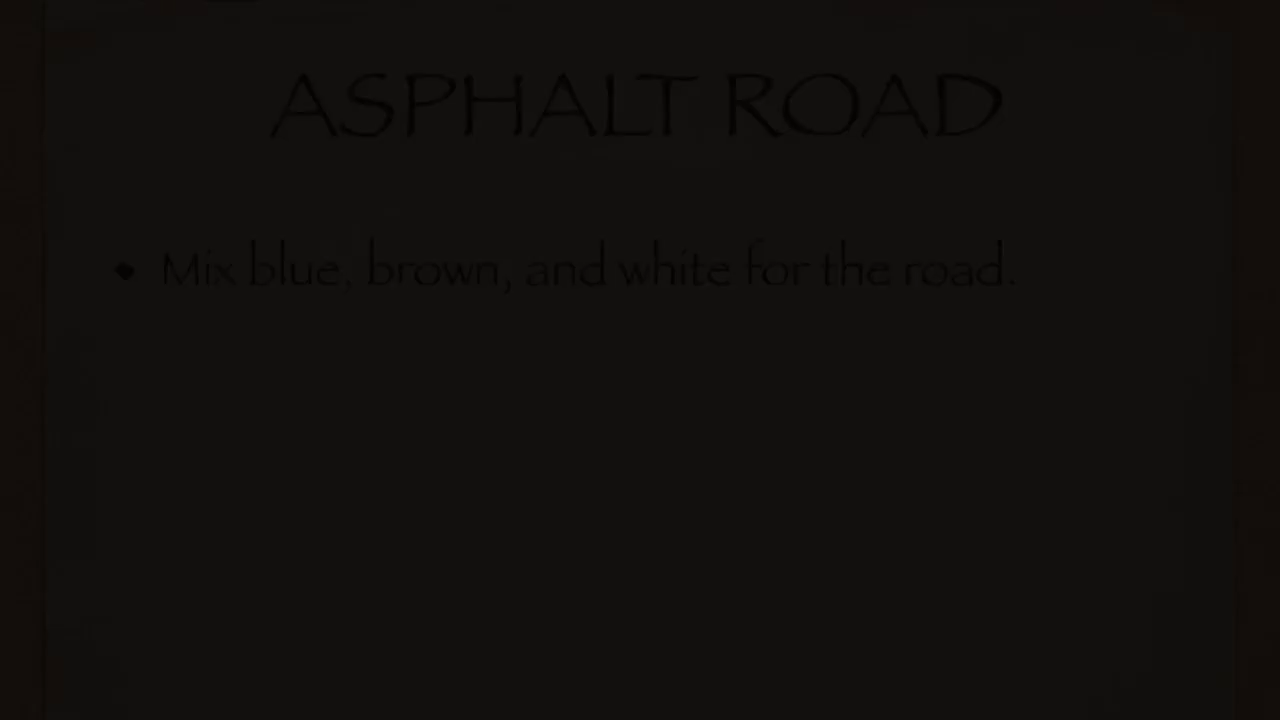 ASPHALT ROAD
• Mix blue, brown, and white for the road.